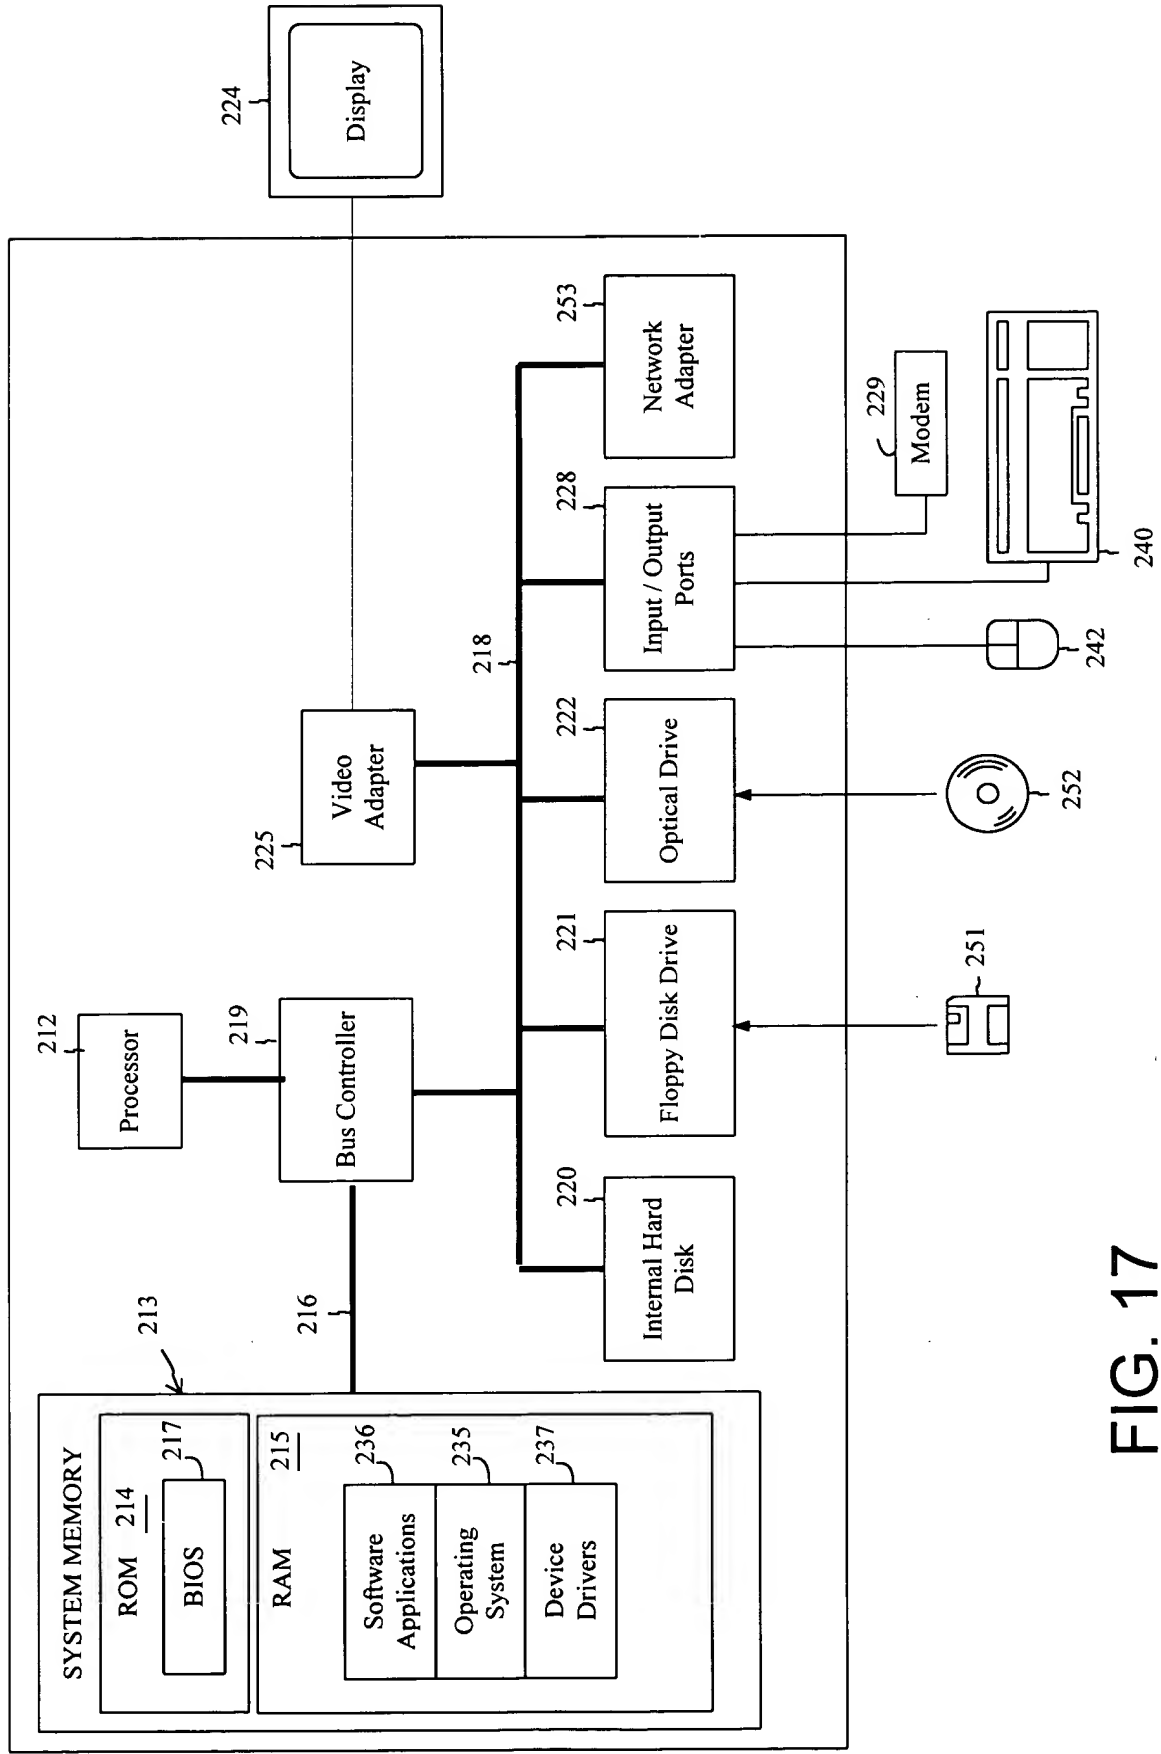 SYSTEM MEMORY
ROM 214
BIOS
217
213
RAM 215
Software
Applications
236
Operating
System
235
Device
Drivers
237
216
212
Processor
219
Bus Controller
225
Video
Adapter
224
Display
218
220
Internal Hard
Disk
221
Floppy Disk Drive
222
Optical Drive
228
Input / Output
Ports
253
Network
Adapter
229
Modem
251
252
242
240
FIG. 17